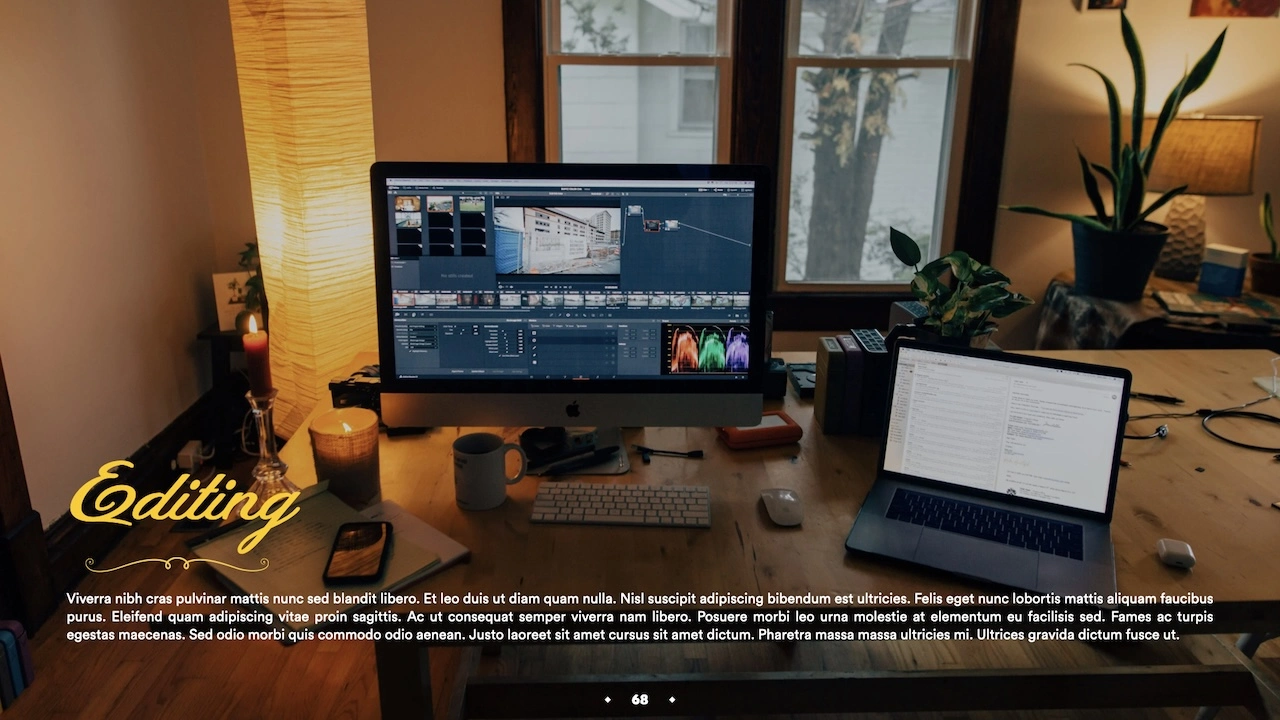 Editing
Viverra nibh cras pulvinar mattis nunc sed blandit libero. Et leo duis ut diam quam nulla. Nisl suscipit adipiscing bibendum est ultricies. Felis eget nunc lobortis mattis aliquam faucibus
purus. Eleifend quam adipiscing vitae proin sagittis. Ac ut consequat semper viverra nam libero. Posuere morbi leo urna molestie at elementum eu facilisis sed. Fames ac turpis
egestas maecenas. Sed odio morbi quis commodo odio aenean. Justo laoreet sit amet cursus sit amet dictum. Pharetra massa massa ultricies mi. Ultrices gravida dictum fusce ut.
68